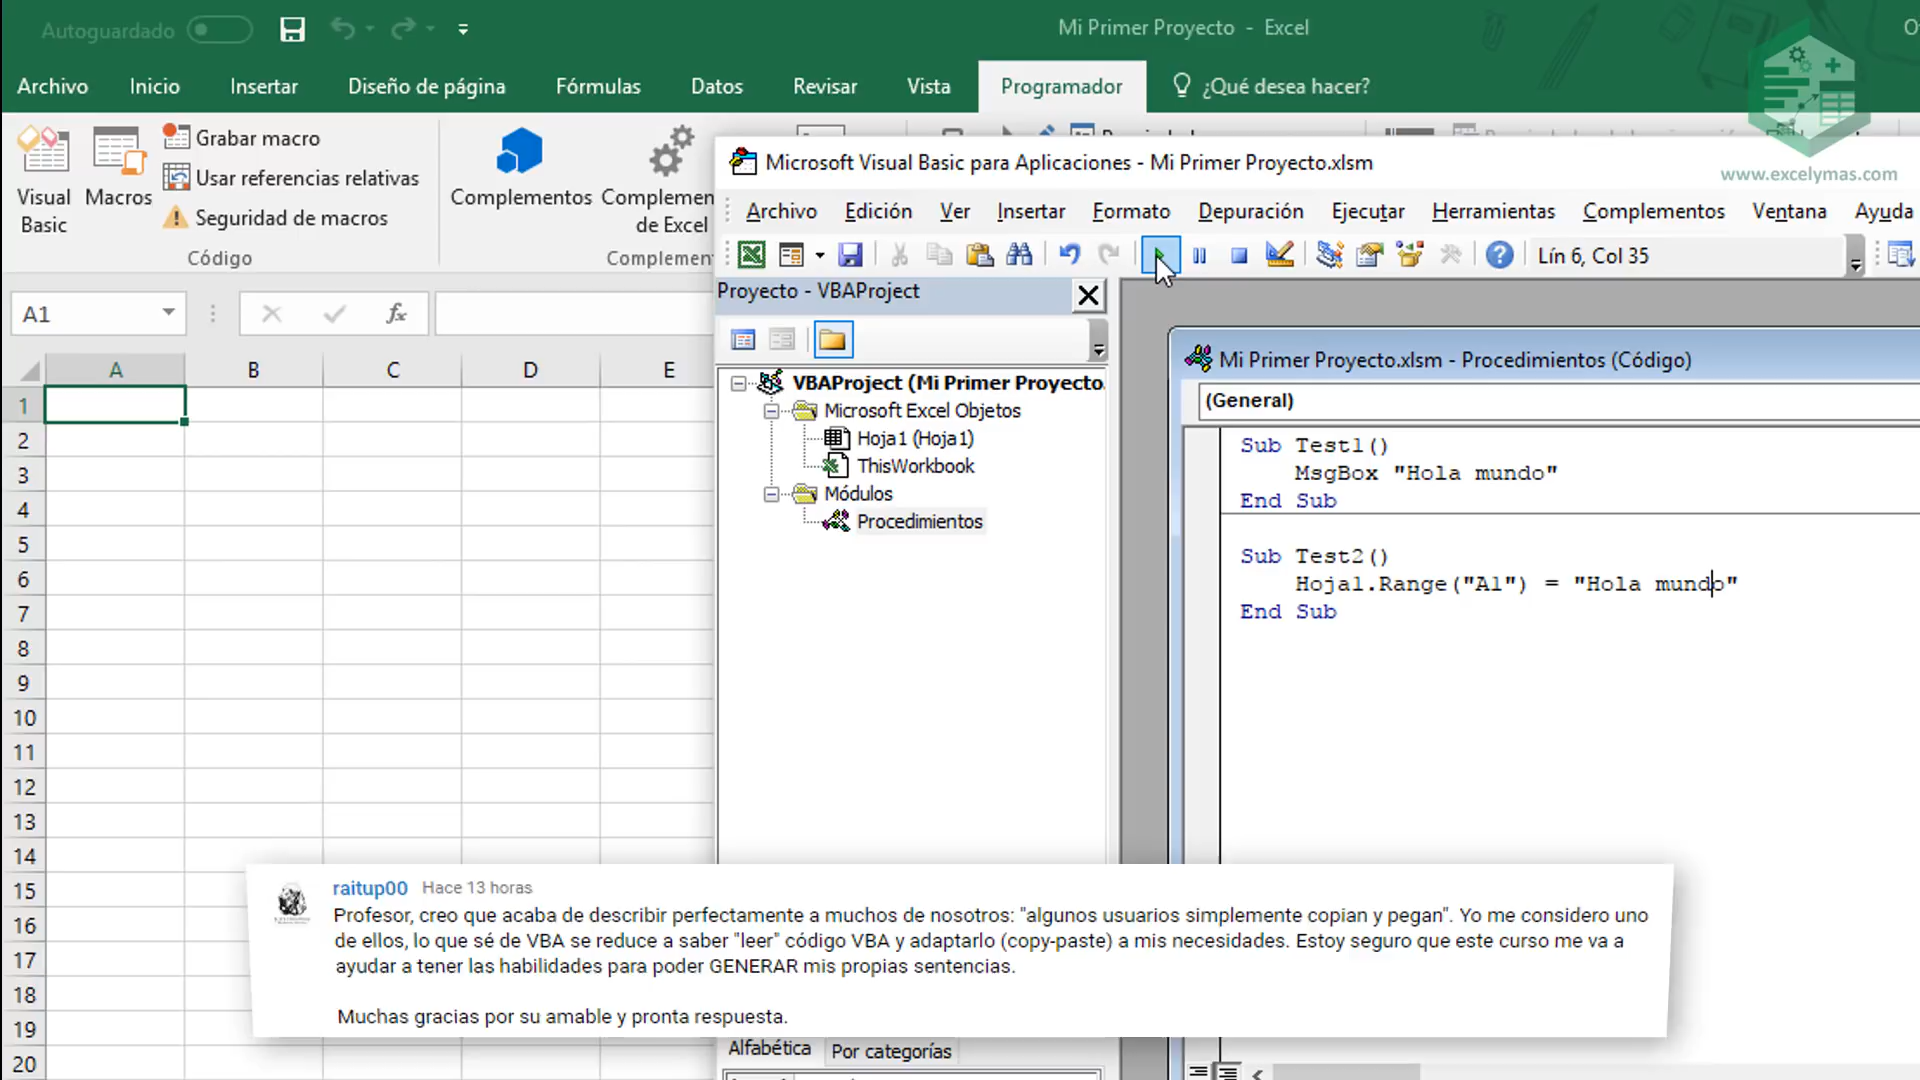 Autoguardado
Mi Primer Proyecto - Excel
Archivo Inicio Insertar Diseño de página Fórmulas Datos Revisar Vista Programador ¿Qué desea hacer?
Visual Basic
Macros
Grabar macro
Usar referencias relativas
Seguridad de macros
Código
Complementos
de Excel
www.excelymas.com
Microsoft Visual Basic para Aplicaciones - Mi Primer Proyecto.xlsm
Archivo Edición Ver Insertar Formato Depuración Ejecutar Herramientas Complementos Ventana Ayuda
Lín 6, Col 35
A1
fx
A B C D E
1
2
3
4
5
6
7
8
9
10
11
12
13
14
15
16
17
18
19
20
Proyecto - VBAProject
VBAProject (Mi Primer Proyecto.
Microsoft Excel Objetos
Hoja1 (Hoja1)
ThisWorkbook
Módulos
Procedimientos
Mi Primer Proyecto.xlsm - Procedimientos (Código)
(General)
Sub Test1()
MsgBox "Hola mundo"
End Sub
Sub Test2()
Hoja1.Range("A1") = "Hola mundo"
End Sub
raitup00 Hace 13 horas
Profesor, creo que acaba de describir perfectamente a muchos de nosotros: "algunos usuarios simplemente copian y pegan". Yo me considero uno
de ellos, lo que sé de VBA se reduce a saber "leer" código VBA y adaptarlo (copy-paste) a mis necesidades. Estoy seguro que este curso me va a
ayudar a tener las habilidades para poder GENERAR mis propias sentencias.
Muchas gracias por su amable y pronta respuesta.
Alfabética Por categorías